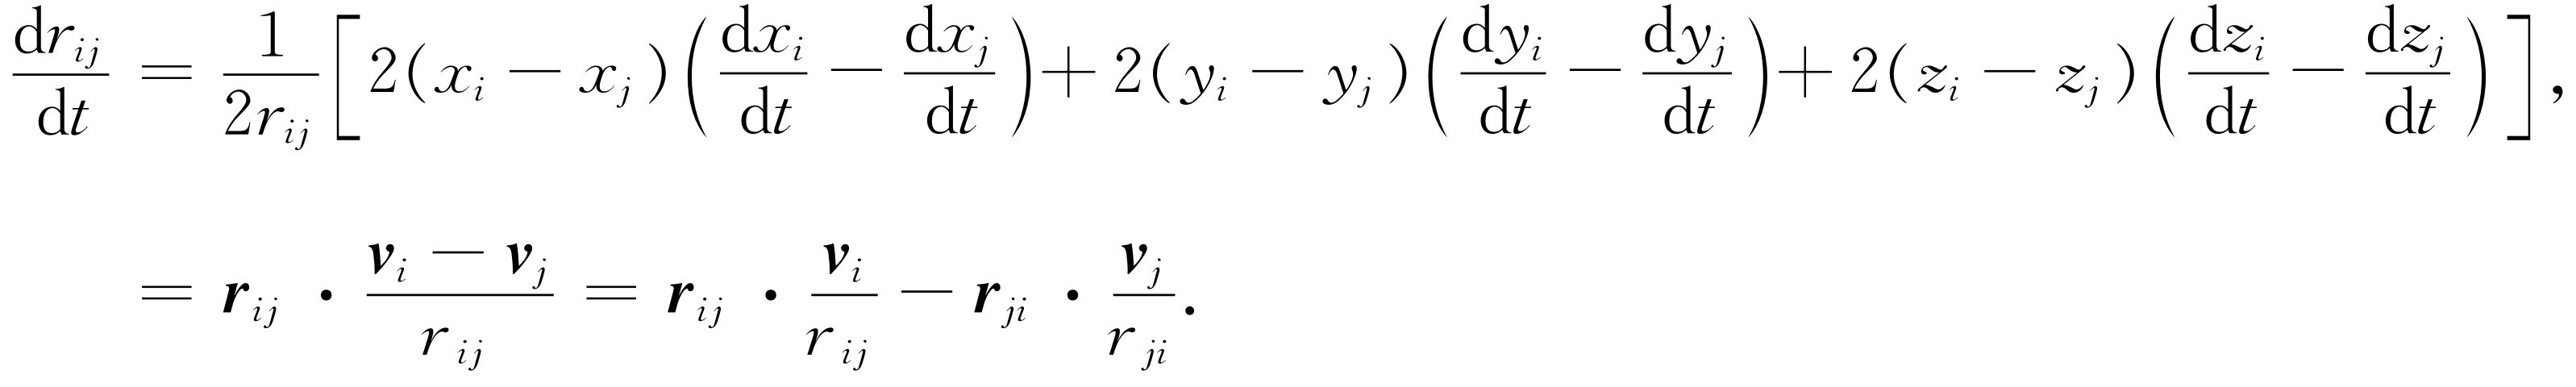 \frac{\mathrm{d}r_{ij}}{\mathrm{d}t} = \frac{1}{2r_{ij}}\left[2(x_i - x_j)\left(\frac{\mathrm{d}x_i}{\mathrm{d}t} - \frac{\mathrm{d}x_j}{\mathrm{d}t}\right) + 2(y_i - y_j)\left(\frac{\mathrm{d}y_i}{\mathrm{d}t} - \frac{\mathrm{d}y_j}{\mathrm{d}t}\right) + 2(z_i - z_j)\left(\frac{\mathrm{d}z_i}{\mathrm{d}t} - \frac{\mathrm{d}z_j}{\mathrm{d}t}\right)\right],
= \boldsymbol{r}_{ij} \cdot \frac{\boldsymbol{v}_i - \boldsymbol{v}_j}{r_{ij}} = \boldsymbol{r}_{ij} \cdot \frac{\boldsymbol{v}_i}{r_{ij}} - \boldsymbol{r}_{ji} \cdot \frac{\boldsymbol{v}_j}{r_{ji}}.